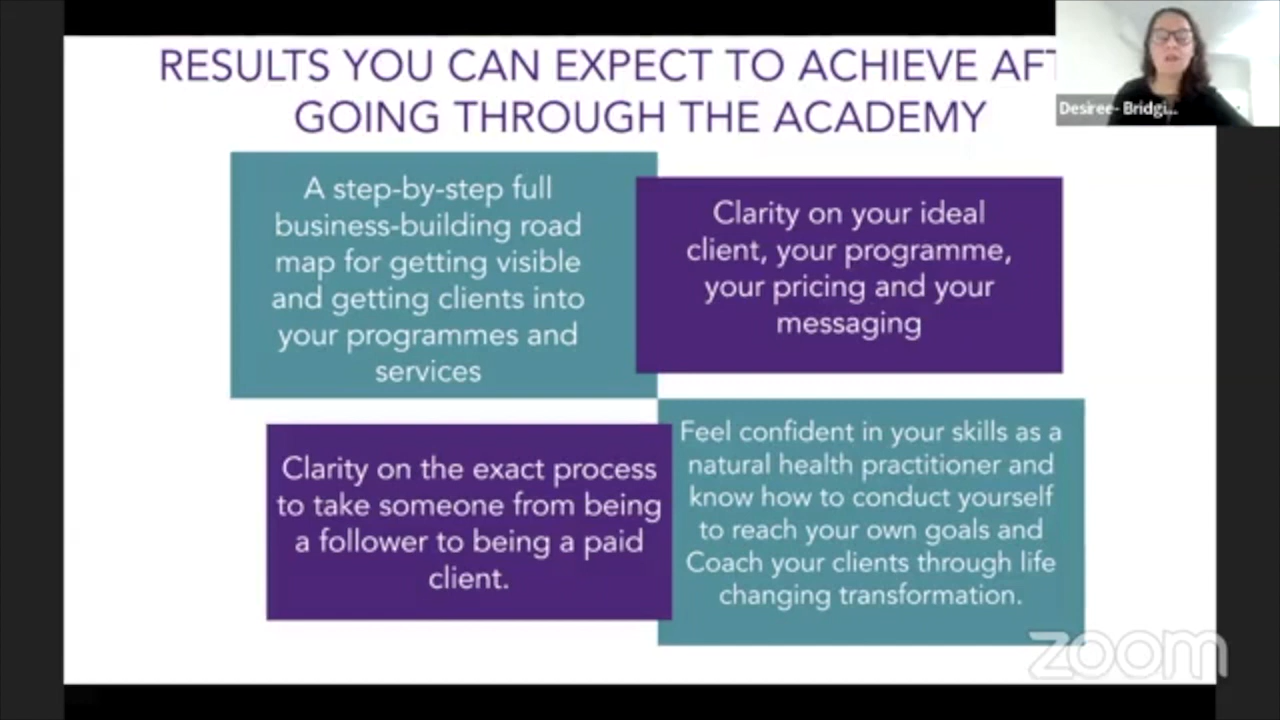 RESULTS YOU CAN EXPECT TO ACHIEVE AFT
GOING THROUGH THE ACADEMY
Desiree- Bridgi...
A step-by-step full
business-building road
map for getting visible
and getting clients into
your programmes and
services
Clarity on your ideal
client, your programme,
your pricing and your
messaging
Clarity on the exact process
to take someone from being
a follower to being a paid
client.
Feel confident in your skills as a
natural health practitioner and
know how to conduct yourself
to reach your own goals and
Coach your clients through life
changing transformation.
zoom